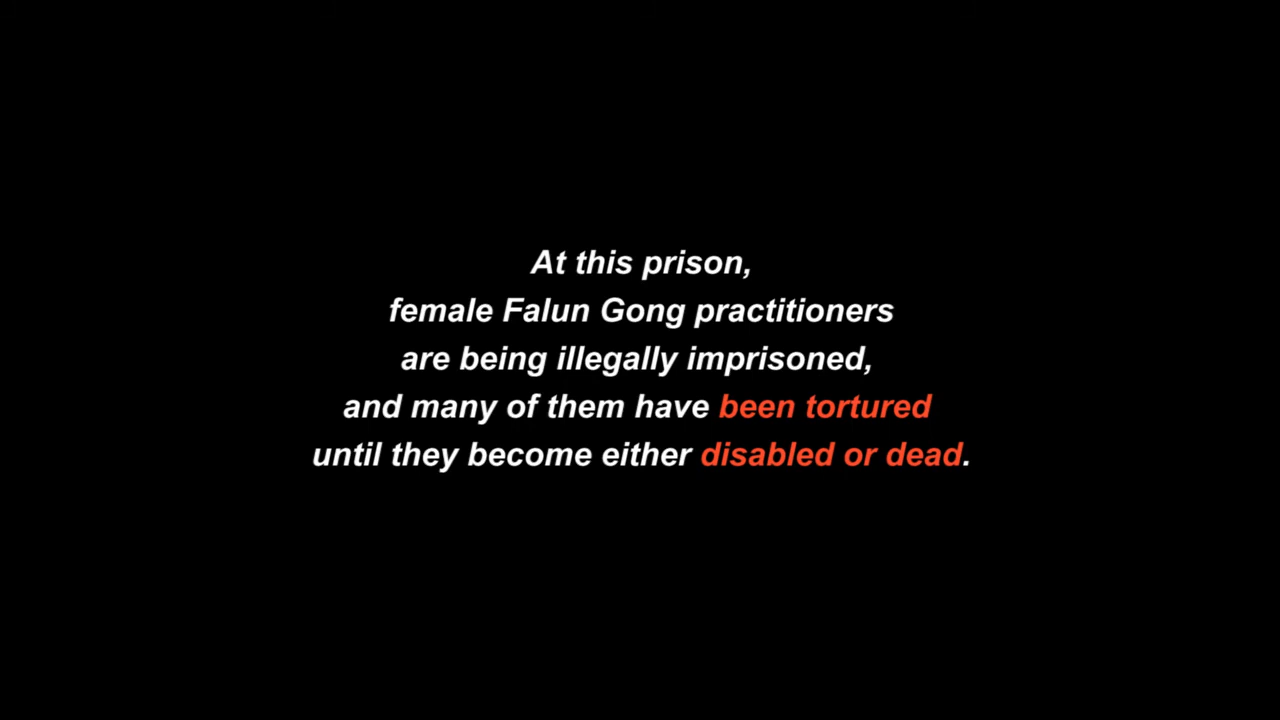 At this prison,
female Falun Gong practitioners
are being illegally imprisoned,
and many of them have been tortured
until they become either disabled or dead.